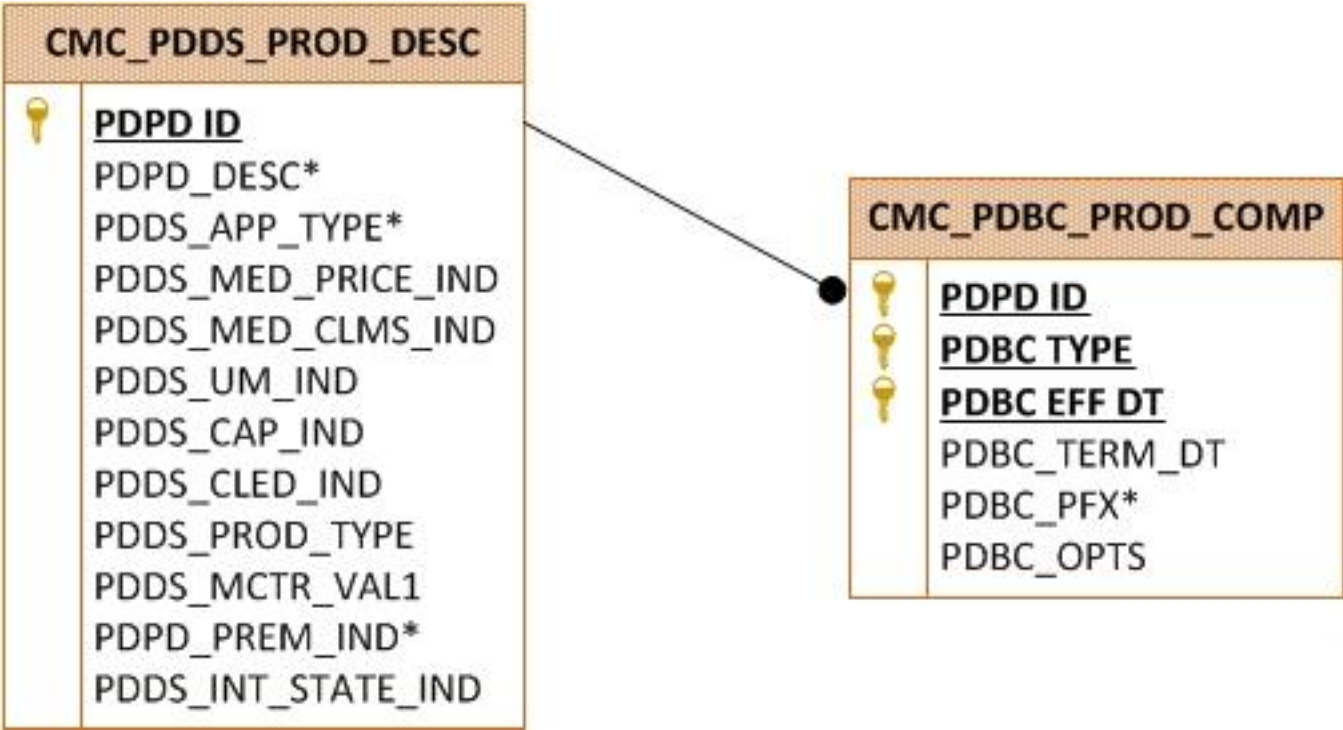 CMC_PDDS_PROD_DESC
PDPD ID
PDPD_DESC*
PDDS_APP_TYPE*
PDDS_MED_PRICE_IND
PDDS_MED_CLMS_IND
PDDS_UM_IND
PDDS_CAP_IND
PDDS_CLED_IND
PDDS_PROD_TYPE
PDDS_MCTR_VAL1
PDPD_PREM_IND*
PDDS_INT_STATE_IND
CMC_PDBC_PROD_COMP
PDPD ID
PDBC TYPE
PDBC EFF DT
PDBC_TERM_DT
PDBC_PFX*
PDBC_OPTS